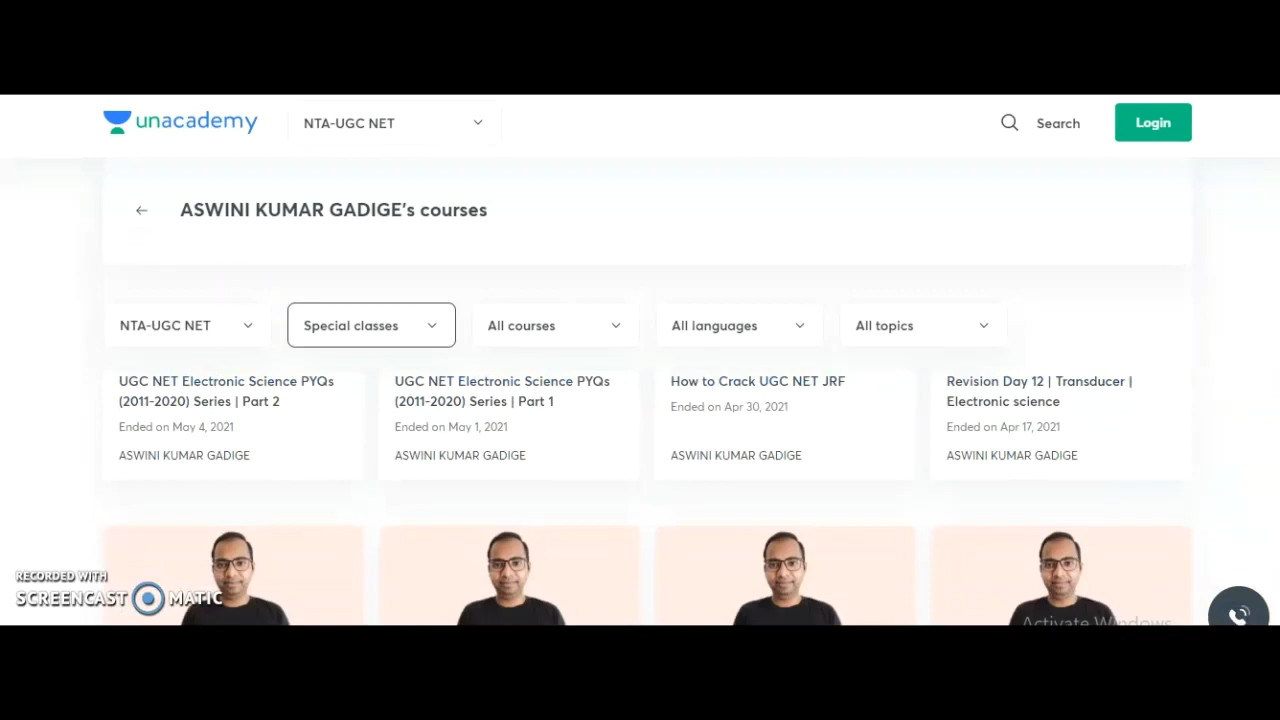 unacademy
NTA-UGC NET
Search
Login
ASWINI KUMAR GADIGE's courses
NTA-UGC NET
Special classes
All courses
All languages
All topics
UGC NET Electronic Science PYQs
(2011-2020) Series | Part 2
Ended on May 4, 2021
ASWINI KUMAR GADIGE
UGC NET Electronic Science PYQs
(2011-2020) Series | Part 1
Ended on May 1, 2021
ASWINI KUMAR GADIGE
How to Crack UGC NET JRF
Ended on Apr 30, 2021
ASWINI KUMAR GADIGE
Revision Day 12 | Transducer |
Electronic science
Ended on Apr 17, 2021
ASWINI KUMAR GADIGE
RECORDED WITH
SCREENCAST MATIC
Activate Windows